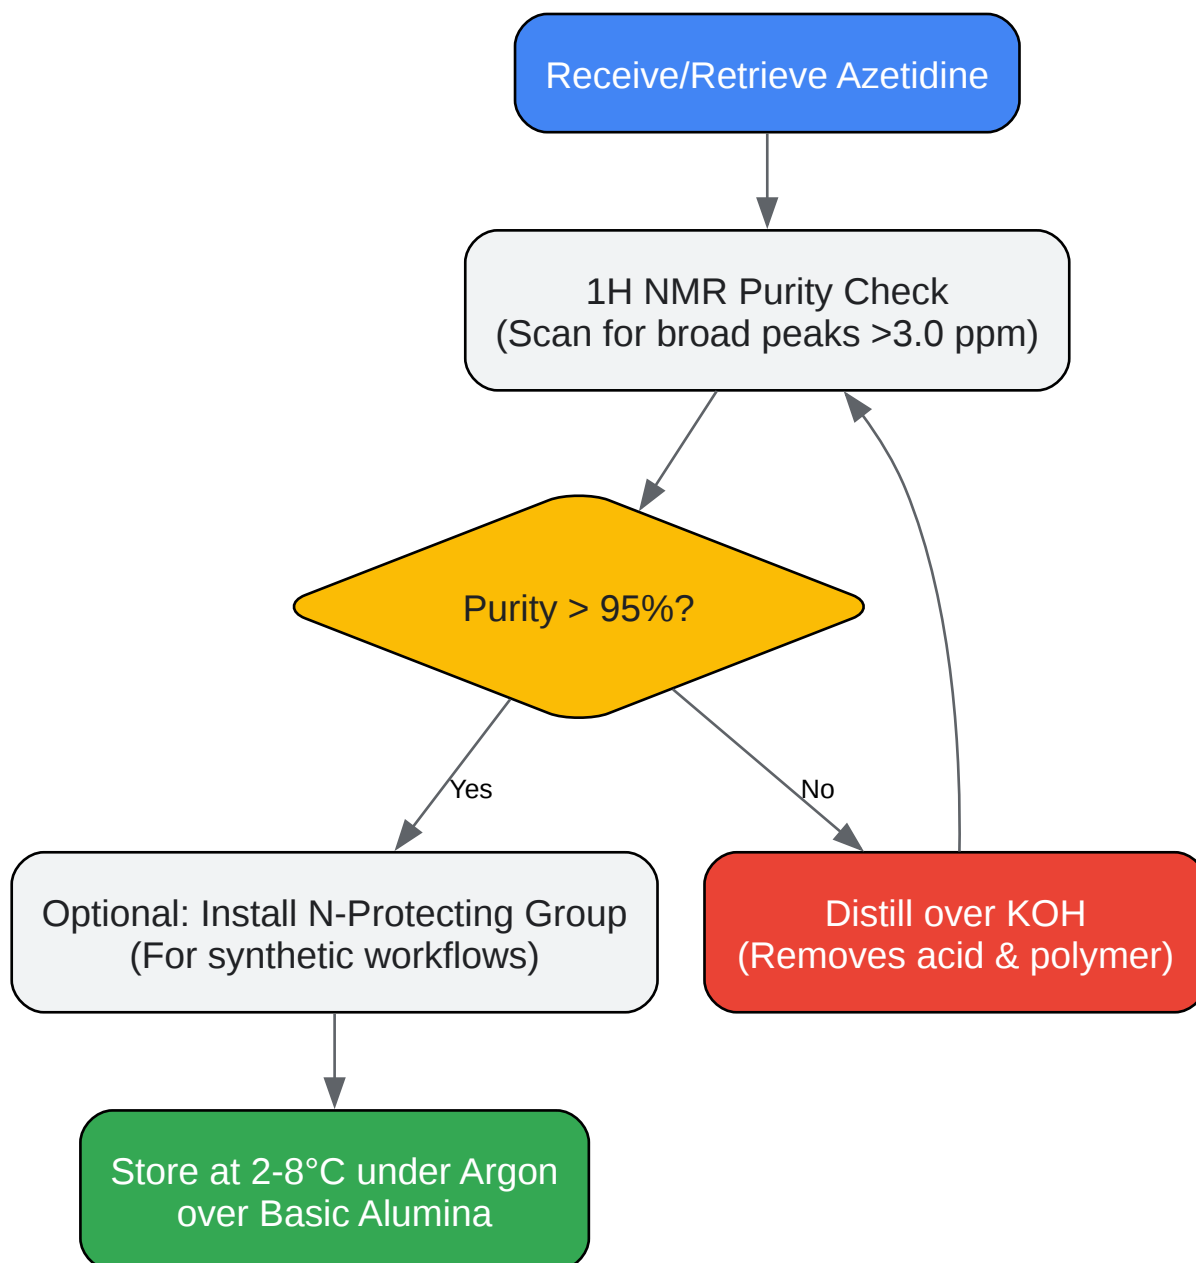 Receive/Retrieve Azetidine
1H NMR Purity Check
(Scan for broad peaks >3.0 ppm)
Purity > 95%?
Yes
No
Optional: Install N-Protecting Group
(For synthetic workflows)
Distill over KOH
(Removes acid & polymer)
Store at 2-8°C under Argon
over Basic Alumina